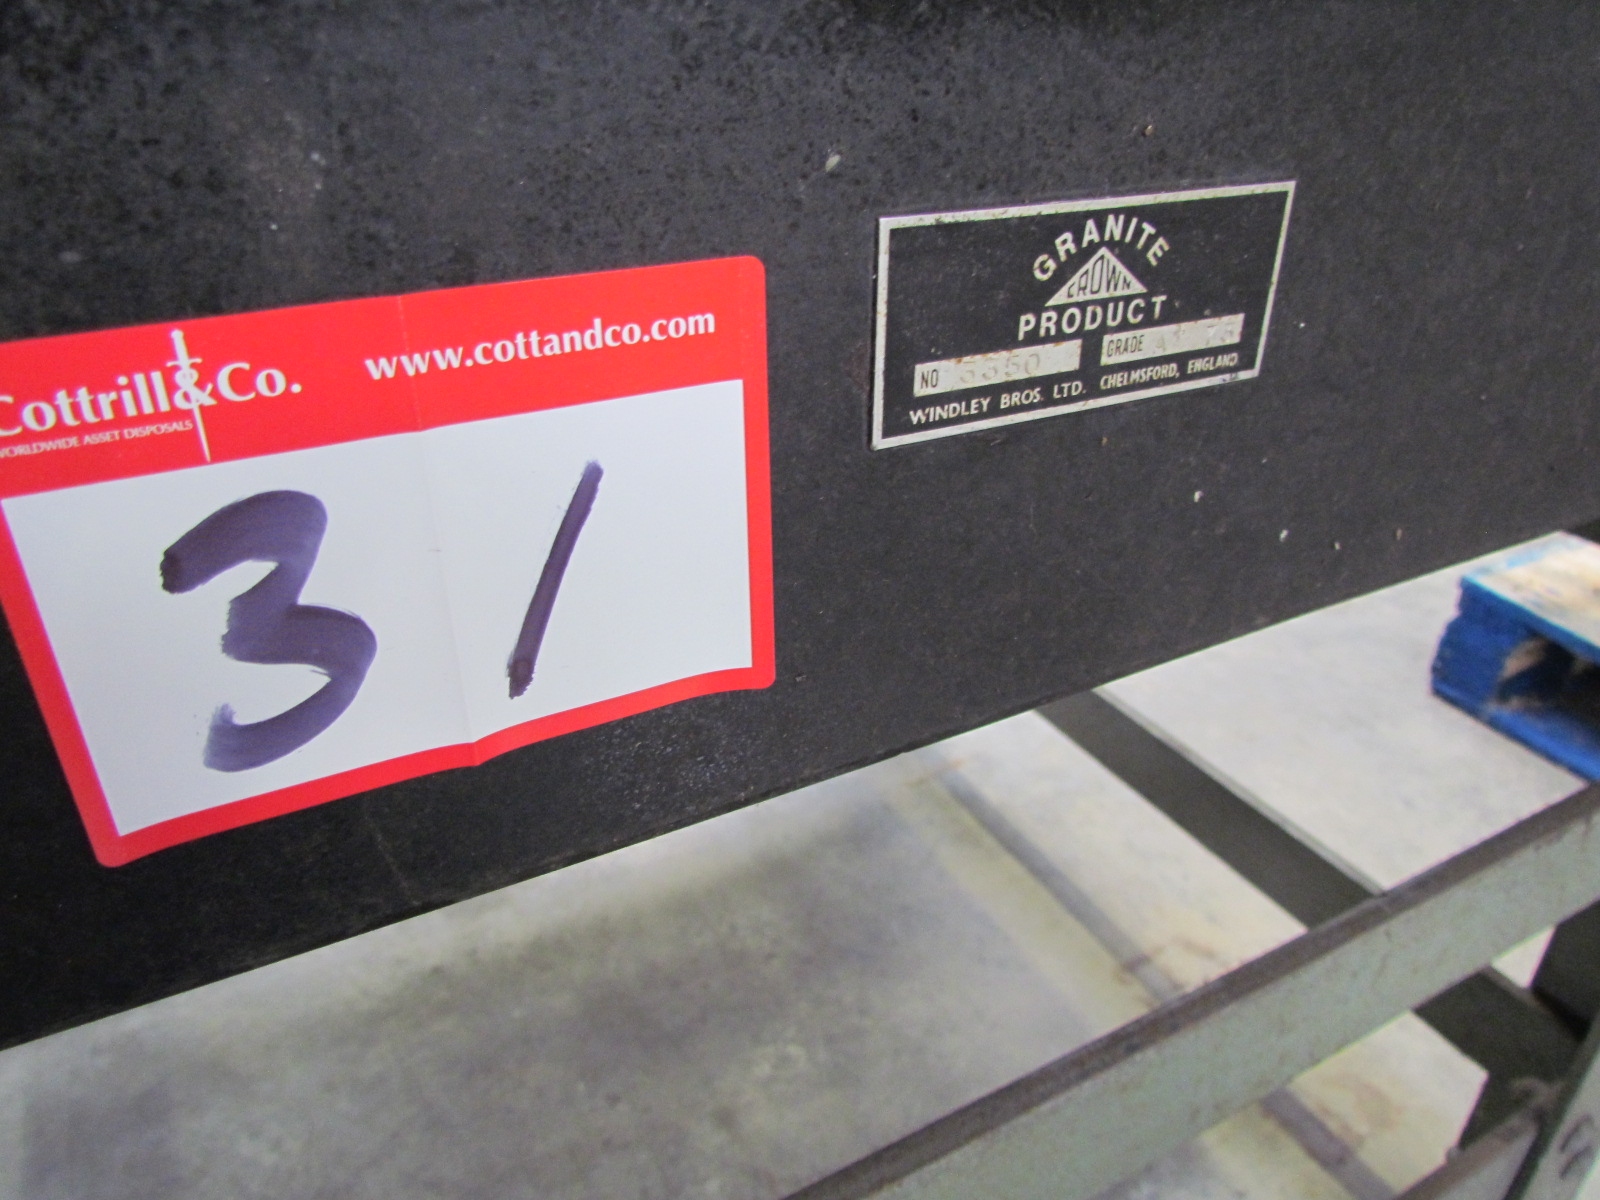 Cottrill&Co.
WORLDWIDE ASSET DISPOSALS
www.cottandco.com
31
GRANITE
CROWN
PRODUCT
NO 5350 GRADE
WINDLEY BROS. LTD. CHELMSFORD, ENGLAND